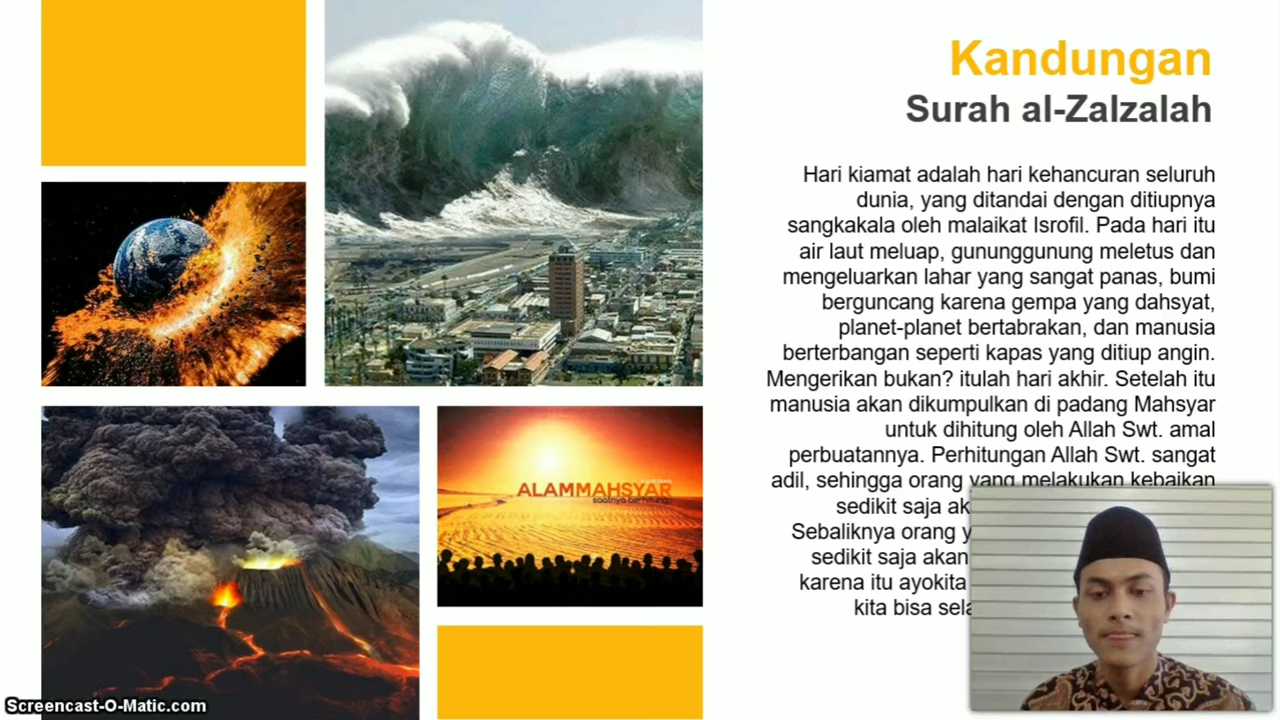 Kandungan
Surah al-Zalzalah
Hari kiamat adalah hari kehancuran seluruh
dunia, yang ditandai dengan ditiupnya
sangkakala oleh malaikat Isrofil. Pada hari itu
air laut meluap, gununggunung meletus dan
mengeluarkan lahar yang sangat panas, bumi
berguncang karena gempa yang dahsyat,
planet-planet bertabrakan, dan manusia
berterbangan seperti kapas yang ditiup angin.
Mengerikan bukan? itulah hari akhir. Setelah itu
manusia akan dikumpulkan di padang Mahsyar
untuk dihitung oleh Allah Swt. amal
perbuatannya. Perhitungan Allah Swt. sangat
adil, sehingga orang yang melakukan kebaikan
sedikit saja
Sebaliknya orang
sedikit saja akan
karena itu ayokita
kita bisa
ALAMMAHSYAR
saatnya berhitung...
Screencast-O-Matic.com